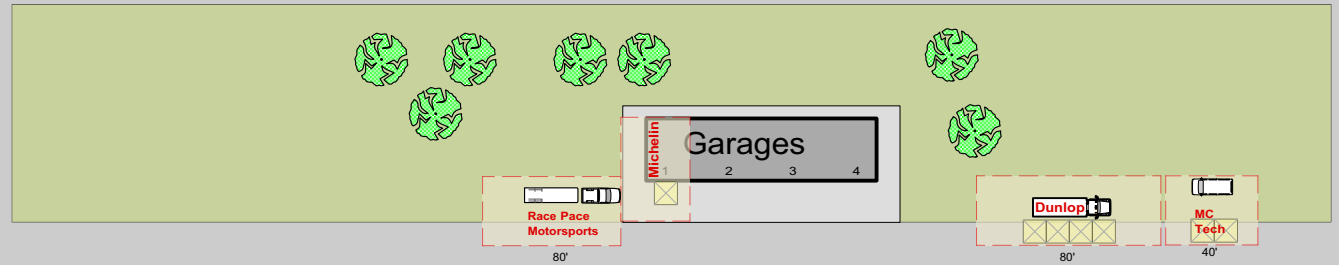 Michelin
Garages
1 2 3 4
Race Pace
Motorsports
80'
Dunlop
80'
MC
Tech
40'